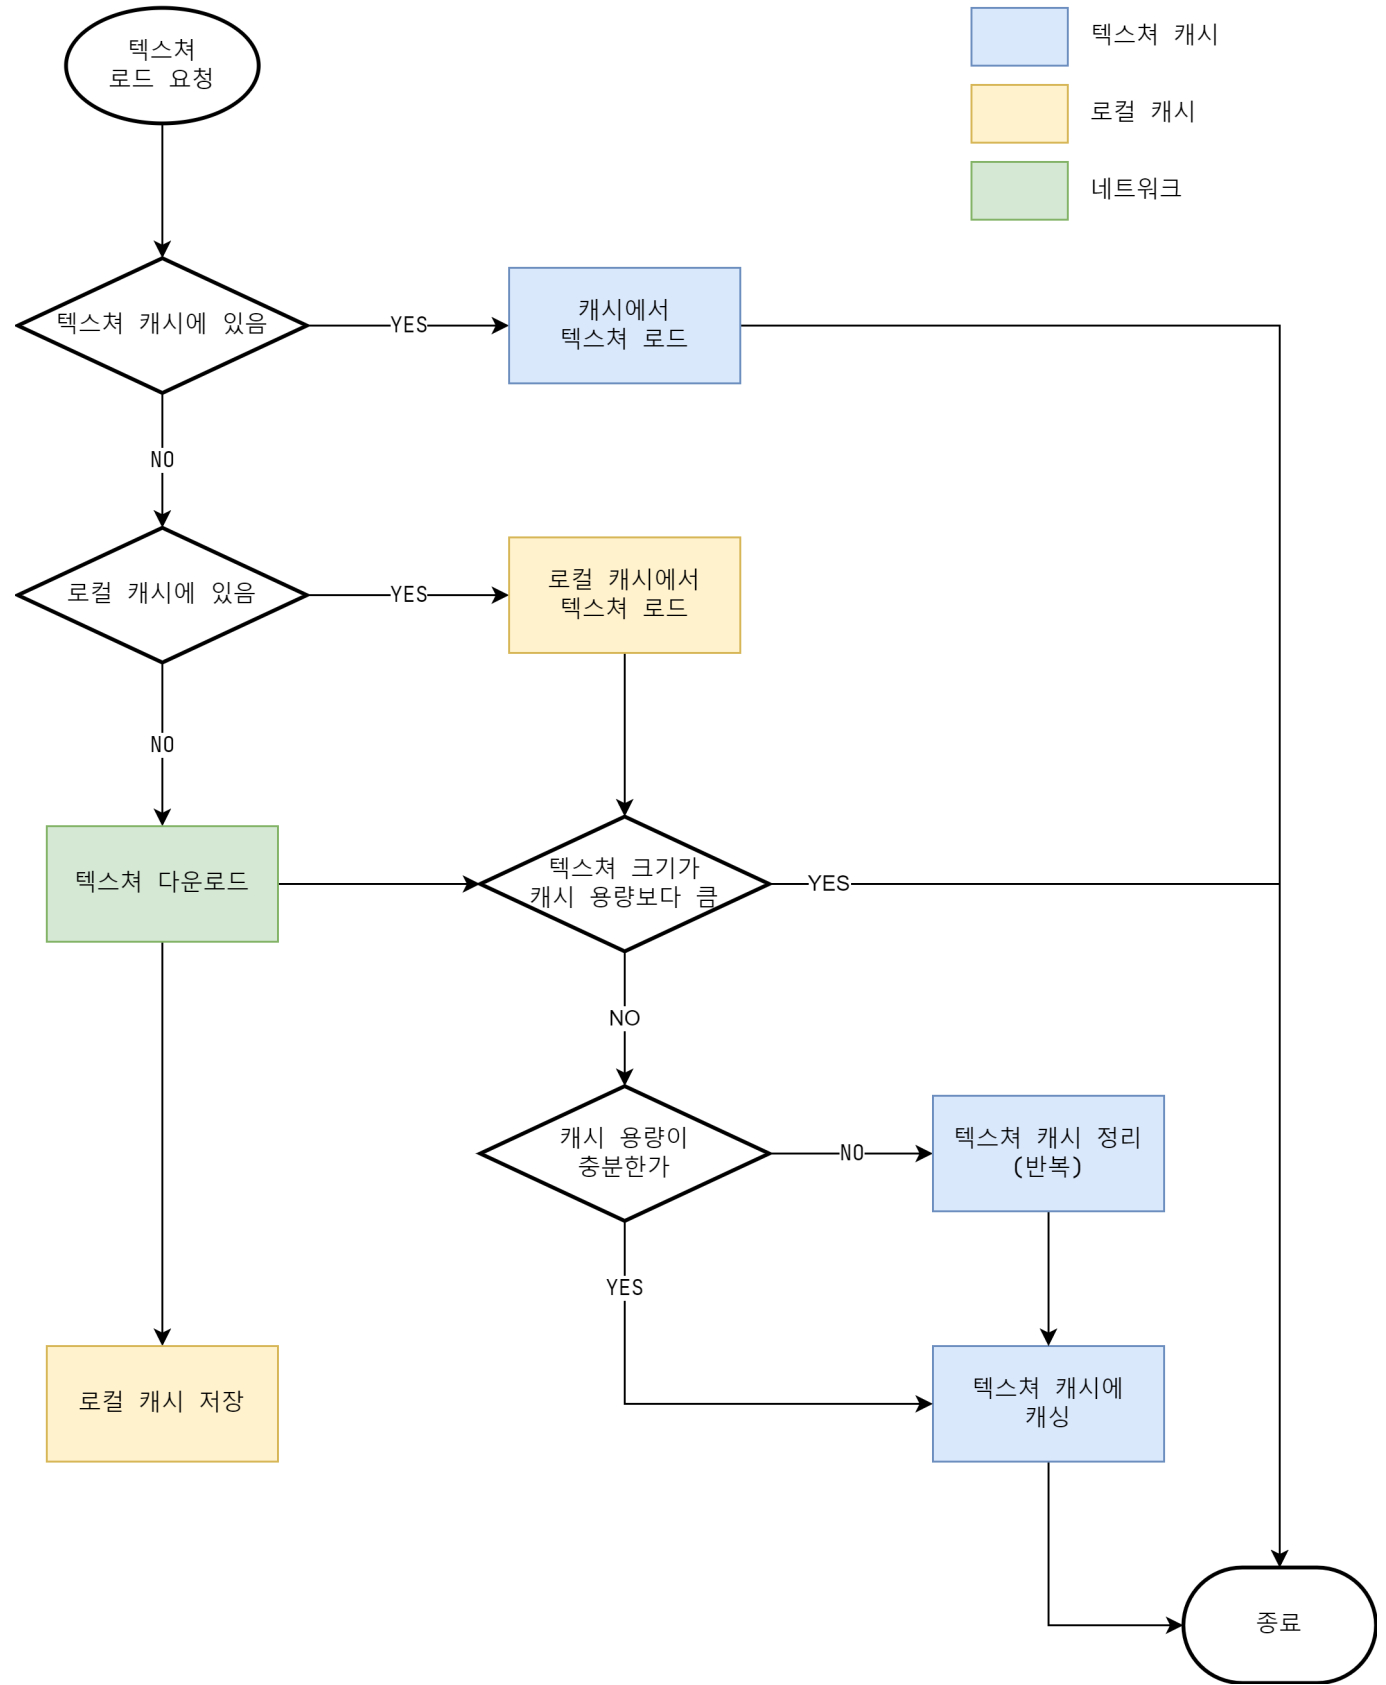 텍스쳐
로드 요청
텍스쳐 캐시
로컬 캐시
네트워크
텍스쳐 캐시에 있음
YES
캐시에서
텍스쳐 로드
NO
로컬 캐시에 있음
YES
로컬 캐시에서
텍스쳐 로드
NO
텍스쳐 다운로드
텍스쳐 크기가
캐시 용량보다 큼
YES
NO
캐시 용량이
충분한가
NO
텍스쳐 캐시 정리
(반복)
YES
로컬 캐시 저장
텍스쳐 캐시에
캐싱
종료